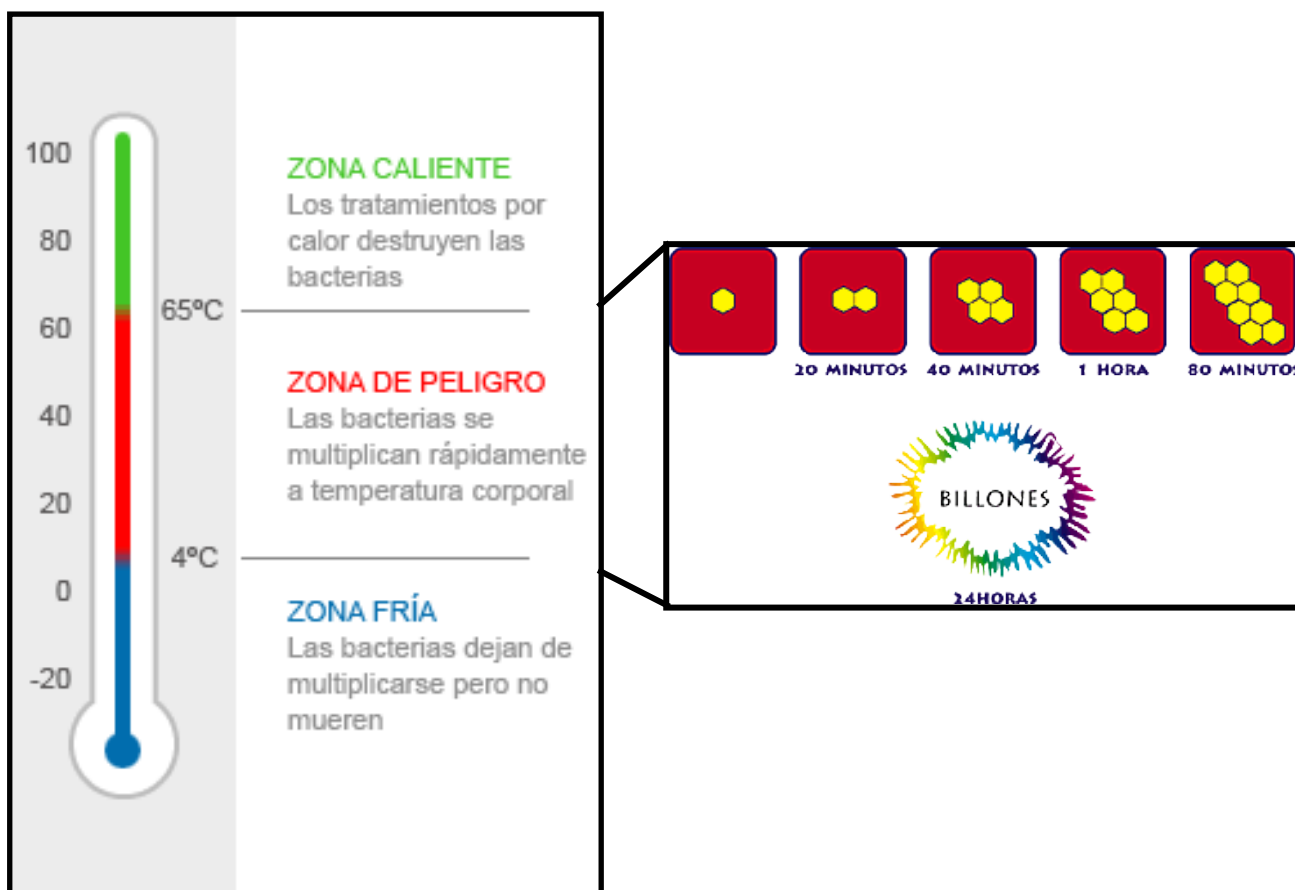 100
80
60
40
20
0
-20
65ºC
4ºC
ZONA CALIENTE
Los tratamientos por
calor destruyen las
bacterias
ZONA DE PELIGRO
Las bacterias se
multiplican rápidamente
a temperatura corporal
ZONA FRÍA
Las bacterias dejan de
multiplicarse pero no
mueren
20 MINUTOS 40 MINUTOS 1 HORA 80 MINUTOS
BILLONES
24HORAS